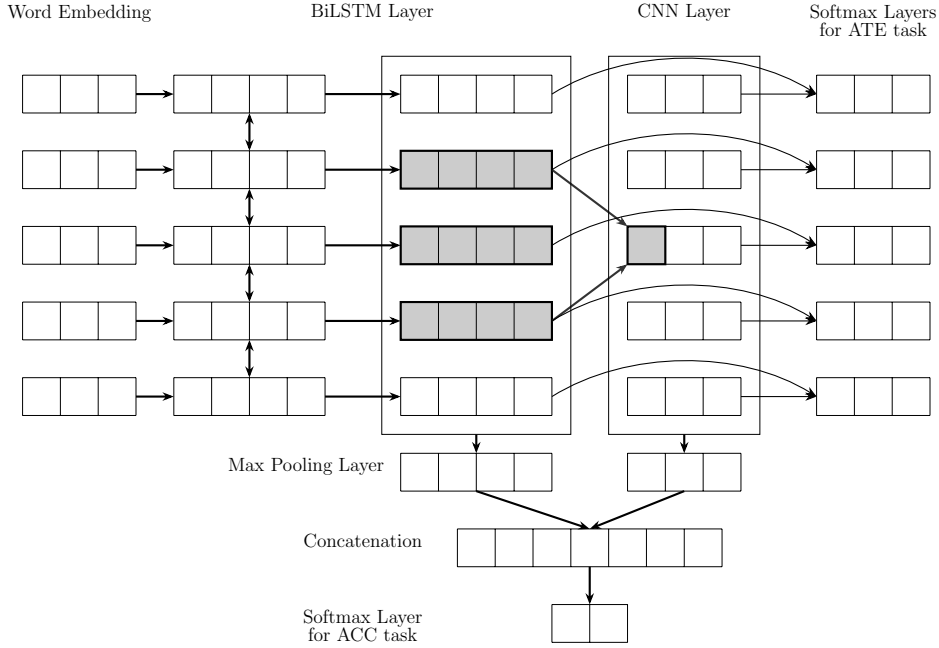 Word Embedding
BiLSTM Layer
CNN Layer
Softmax Layers
for ATE task
Max Pooling Layer
Concatenation
Softmax Layer
for ACC task